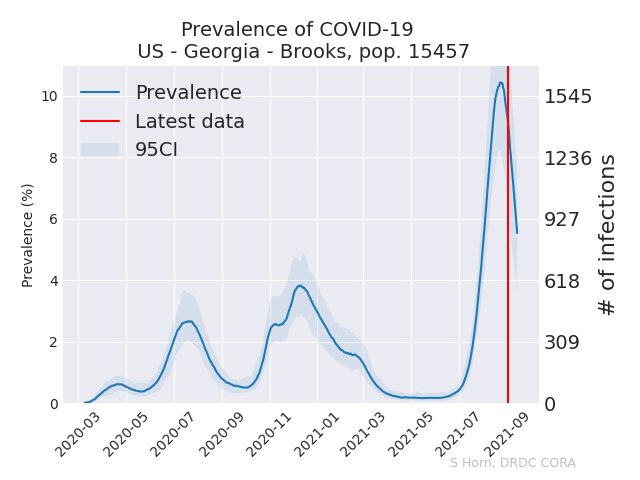 Prevalence of COVID-19
US - Georgia - Brooks, pop. 15457
Prevalence
Latest data
95CI
Prevalence (%)
10
8
6
4
2
0
1545
1236
927
618
309
0
# of infections
2020-03
2020-05
2020-07
2020-09
2020-11
2021-01
2021-03
2021-05
2021-07
2021-09
S Horn, DRDC CORA